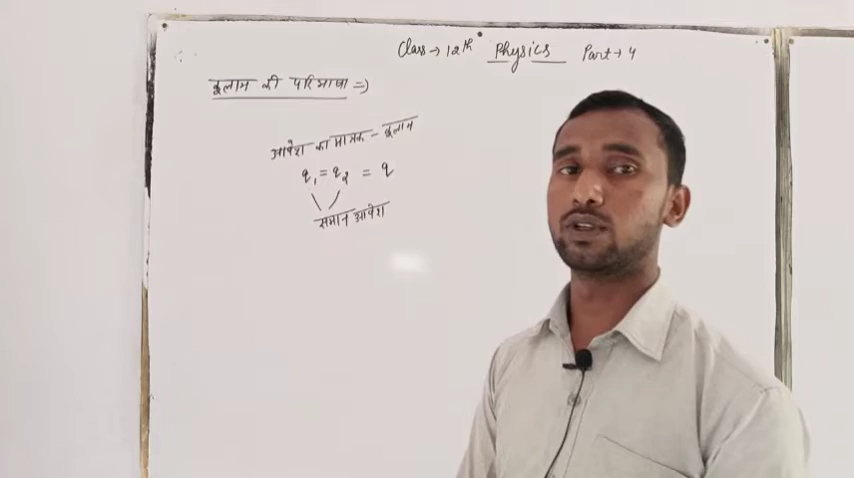 Class → 12th Physics Part → 4
कूलाम की परिभाषा ⇒
आवेश का मात्रक - कूलाम
q₁ = q₂ = q
समान आवेश